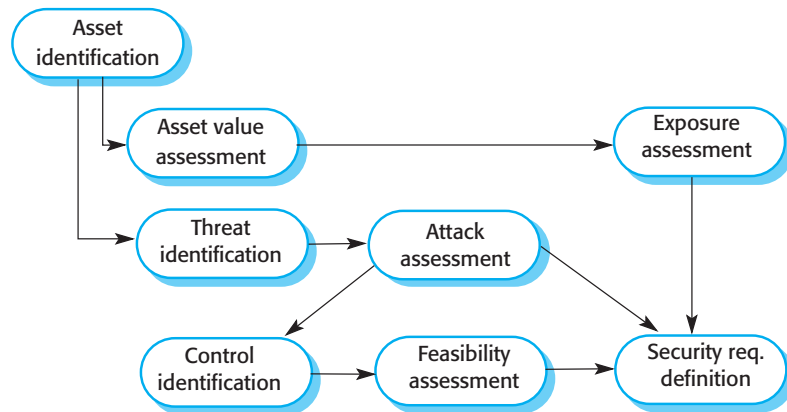 Asset
identification
Asset value
assessment
Exposure
assessment
Threat
identification
Attack
assessment
Control
identification
Feasibility
assessment
Security req.
definition